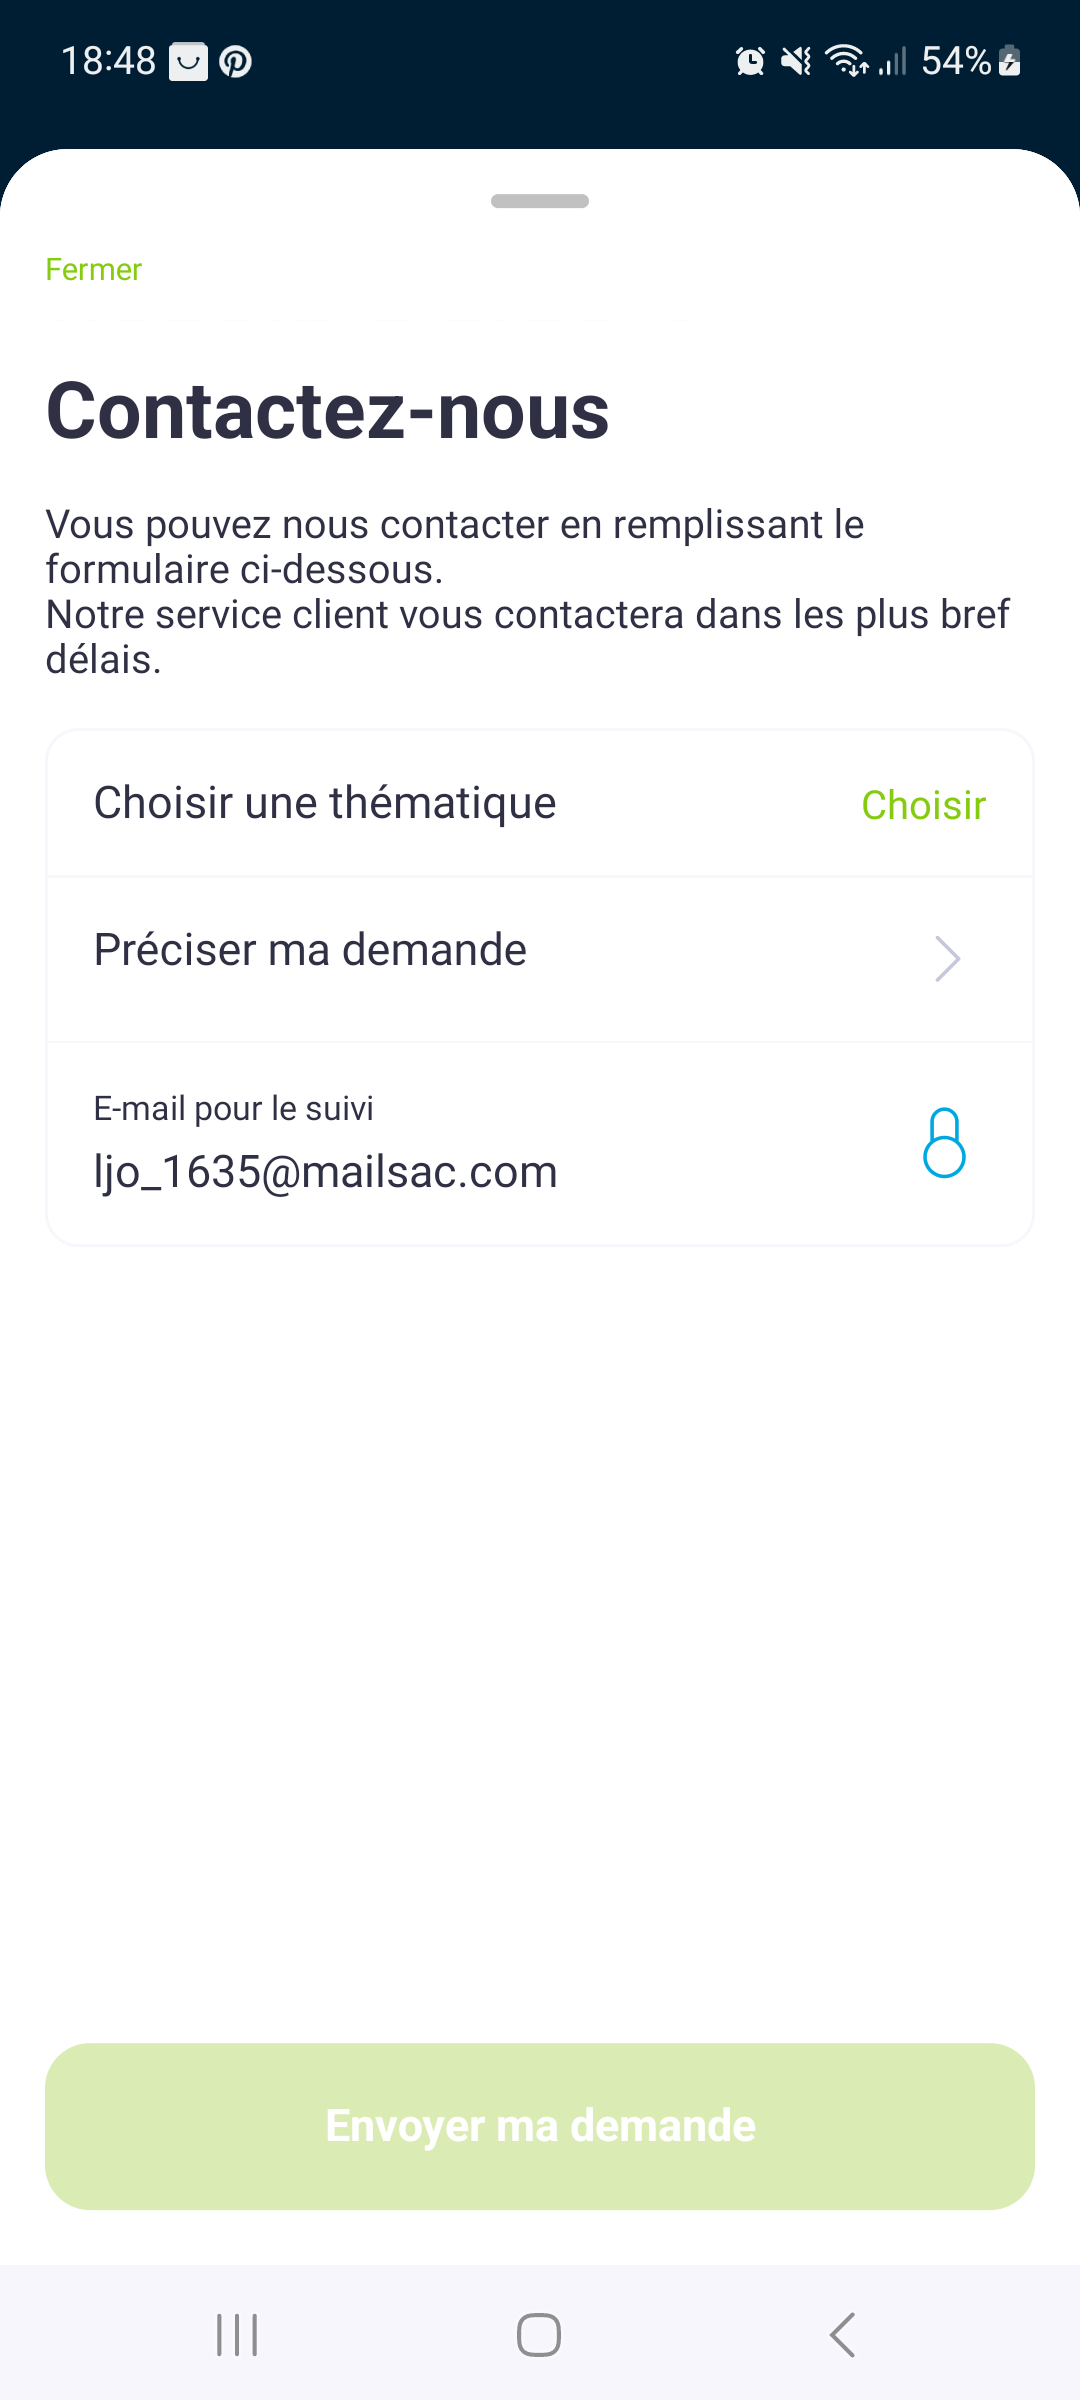 18:48
54%
Fermer
Contactez-nous
Vous pouvez nous contacter en remplissant le
formulaire ci-dessous.
Notre service client vous contactera dans les plus bref
délais.
Choisir une thématique
Choisir
Préciser ma demande
E-mail pour le suivi
ljo_1635@mailsac.com
Envoyer ma demande